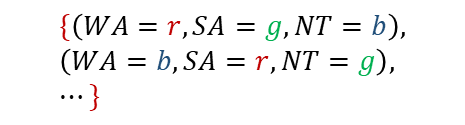 {(WA = r, SA = g, NT = b),
(WA = b, SA = r, NT = g),
⋯}